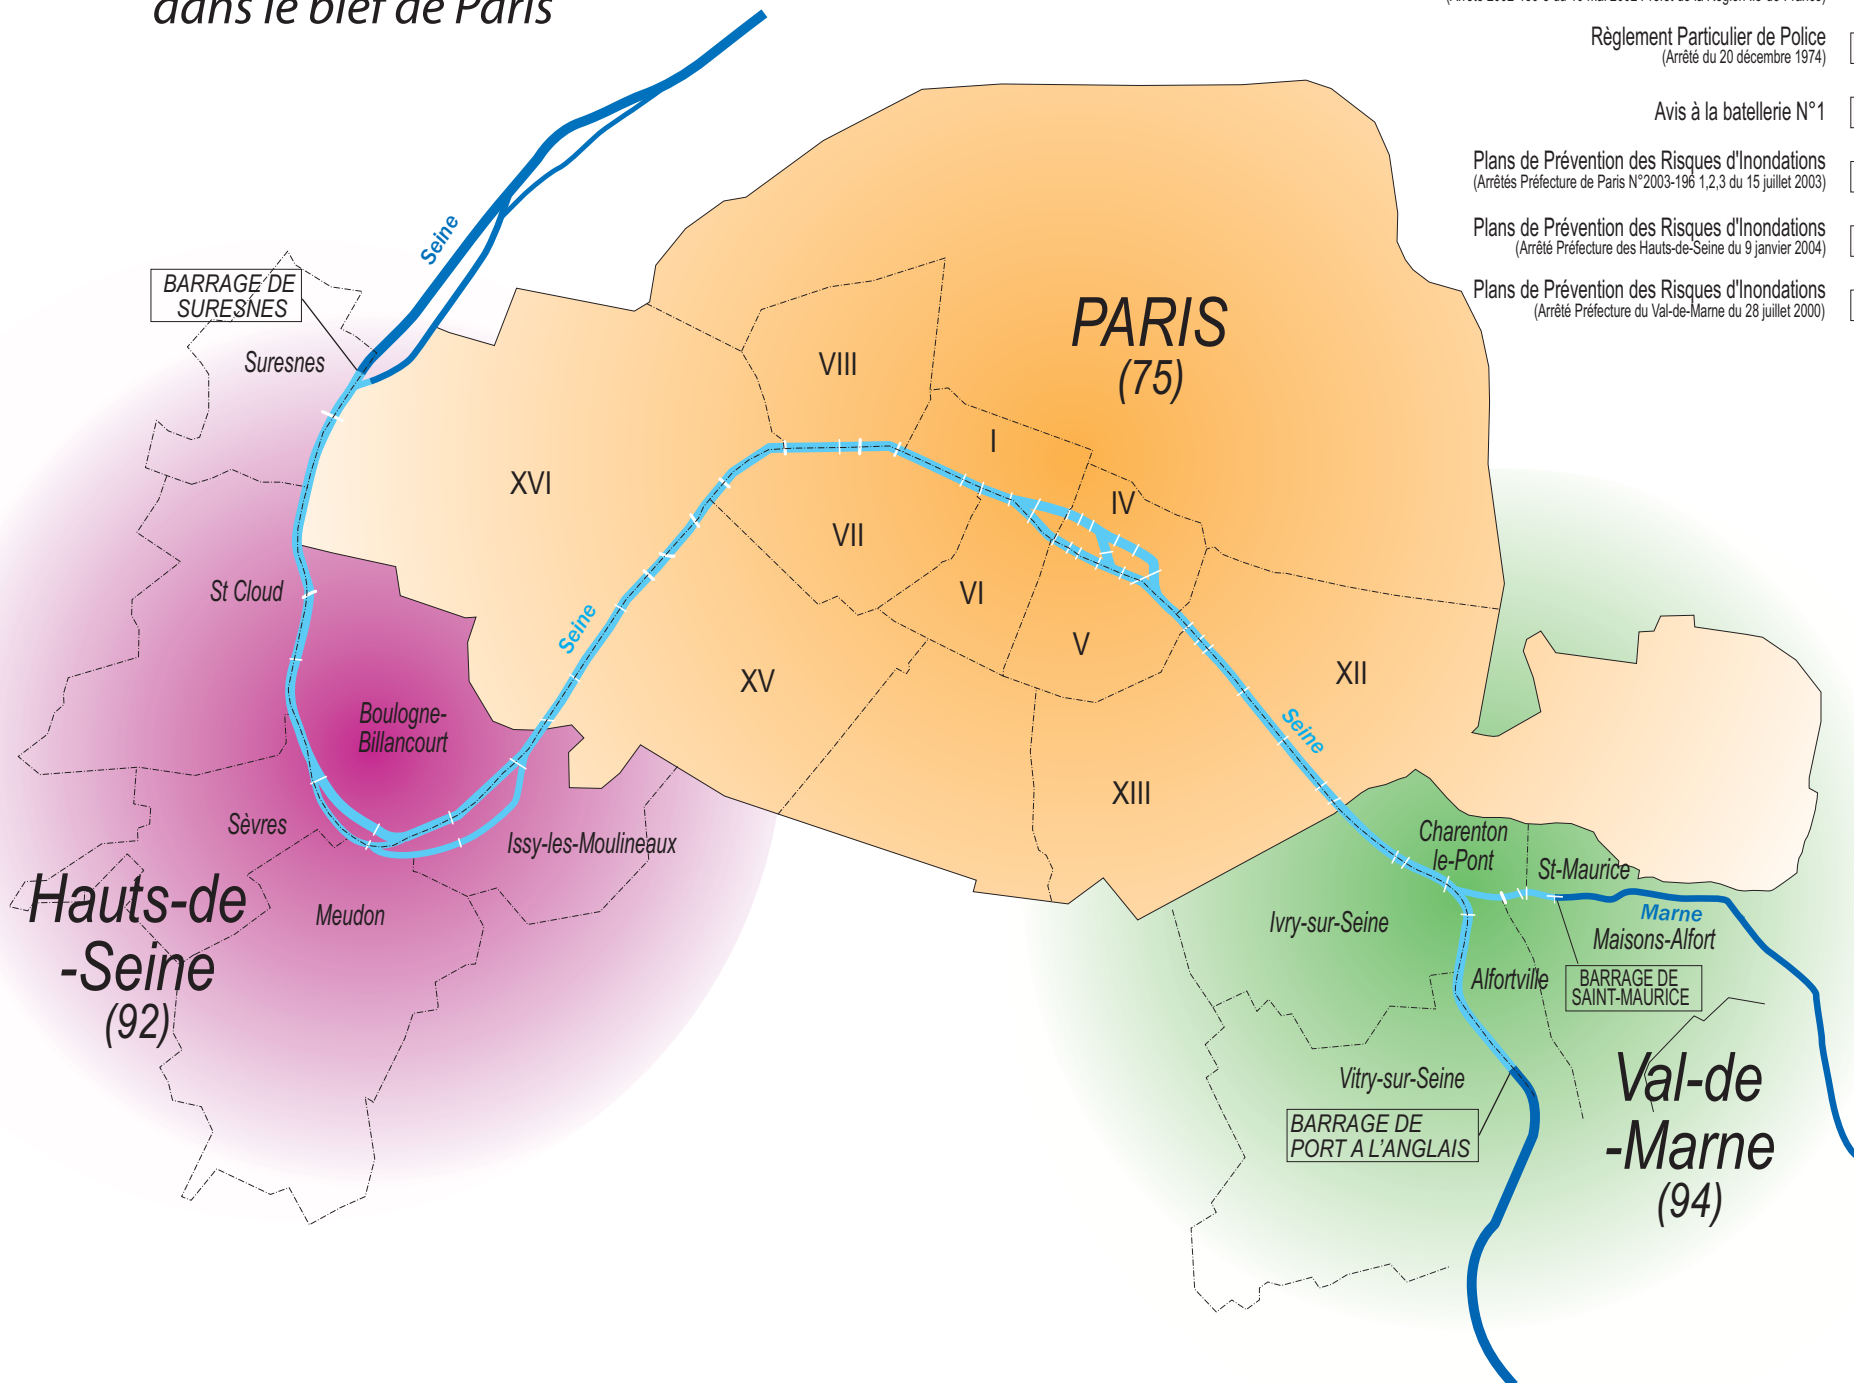 dans le bief de Paris
Règlement Particulier de Police
(Arrêté du 20 décembre 1974)
Avis à la batellerie N°1
Plans de Prévention des Risques d'Inondations
(Arrêtés Préfecture de Paris N°2003-196 1,2,3 du 15 juillet 2003)
Plans de Prévention des Risques d'Inondations
(Arrêté Préfecture des Hauts-de-Seine du 9 janvier 2004)
Plans de Prévention des Risques d'Inondations
(Arrêté Préfecture du Val-de-Marne du 28 juillet 2000)
Seine
BARRAGE DE
SURESNES
Suresnes
PARIS
(75)
VIII
I
XVI
IV
VII
St Cloud
VI
Seine
V
XV
XII
Boulogne-
Billancourt
Seine
XIII
Sèvres
Issy-les-Moulineaux
Charenton
le-Pont
St-Maurice
Hauts-de
-Seine
(92)
Meudon
Ivry-sur-Seine
Marne
Maisons-Alfort
Alfortville
BARRAGE DE
SAINT-MAURICE
Vitry-sur-Seine
BARRAGE DE
PORT A L'ANGLAIS
Val-de
-Marne
(94)